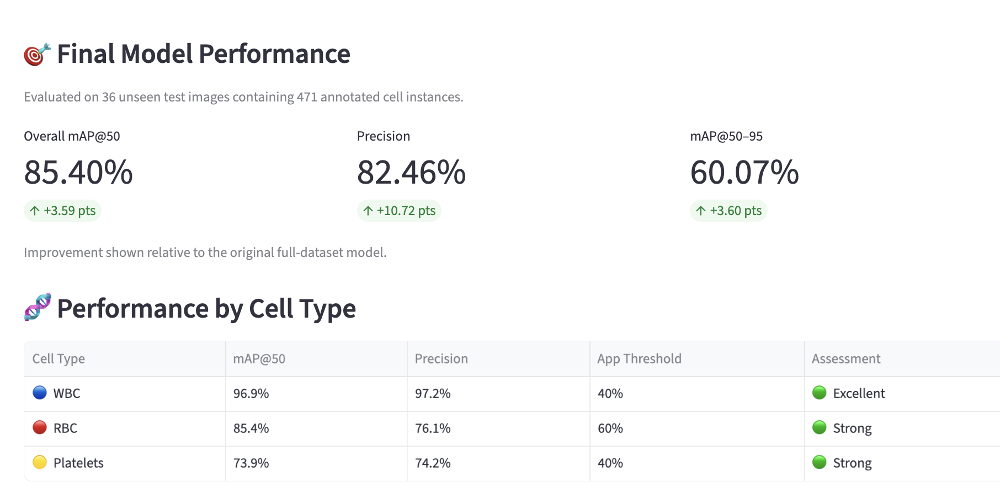 🎯 Final Model Performance
Evaluated on 36 unseen test images containing 471 annotated cell instances.
Overall mAP@50 Precision mAP@50–95
85.40% 82.46% 60.07%
↑ +3.59 pts ↑ +10.72 pts ↑ +3.60 pts
Improvement shown relative to the original full-dataset model.
🧬 Performance by Cell Type
Cell Type mAP@50 Precision App Threshold Assessment
🔵 WBC 96.9% 97.2% 40% 🟢 Excellent
🔴 RBC 85.4% 76.1% 60% 🟢 Strong
🟡 Platelets 73.9% 74.2% 40% 🟢 Strong